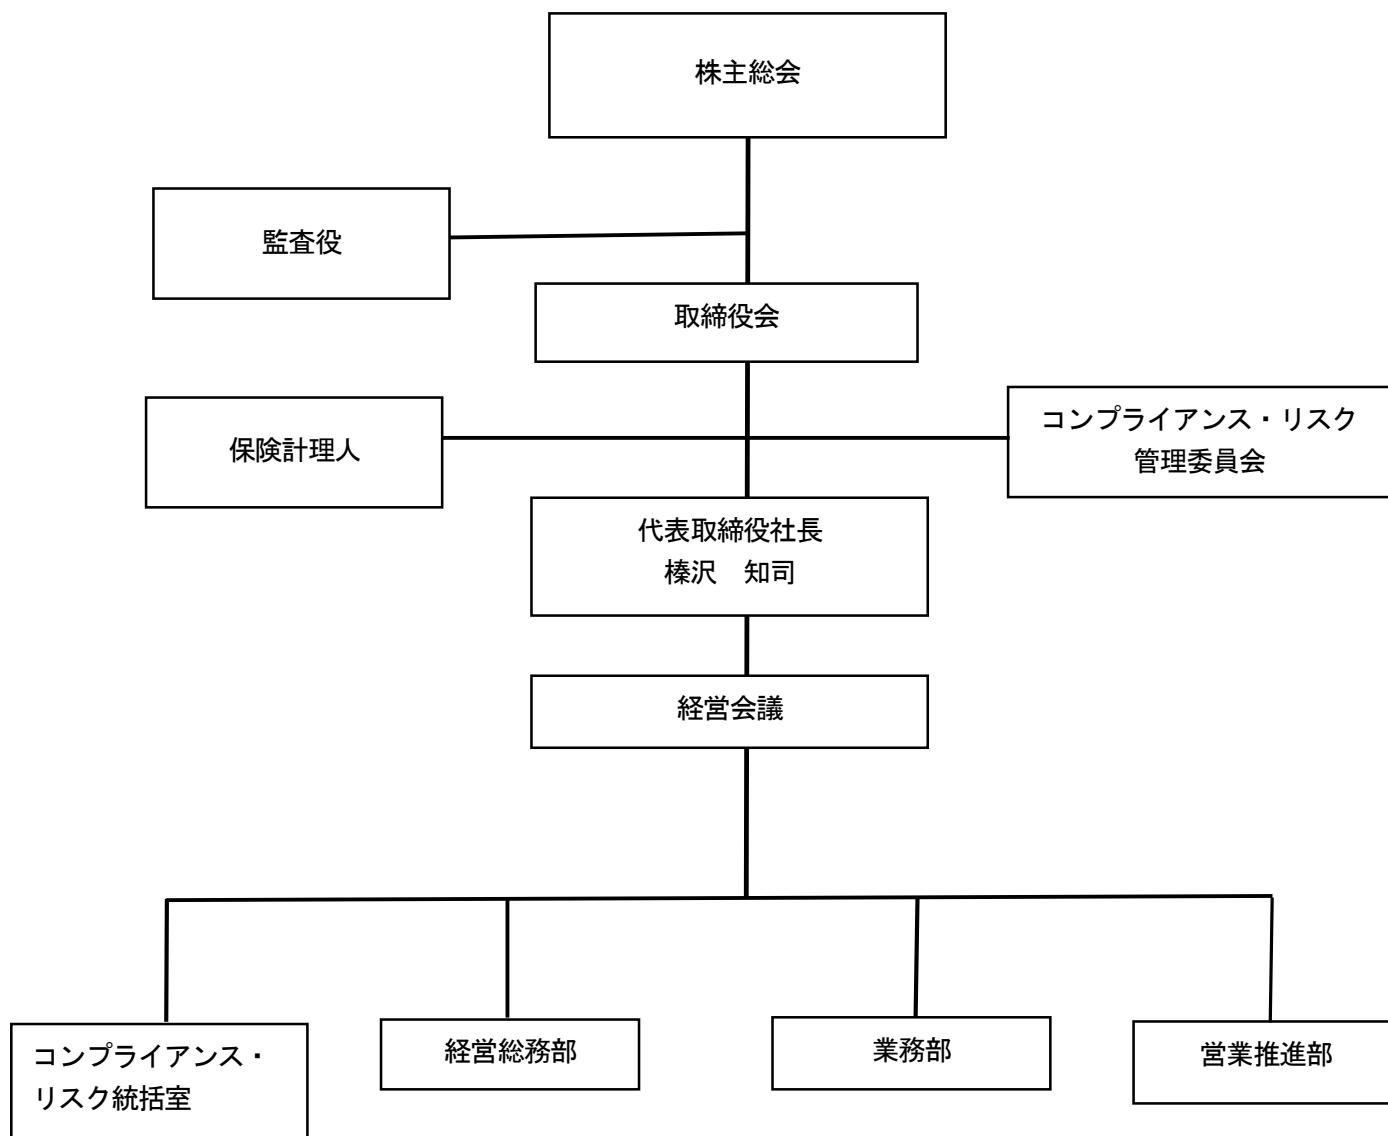 株主総会
監査役
取締役会
保険計理人
コンプライアンス・リスク
管理委員会
代表取締役社長
榛沢　知司
経営会議
コンプライアンス・
リスク統括室
経営総務部
業務部
営業推進部